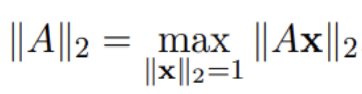 ‖A‖₂ = max ‖Ax‖₂
‖x‖₂=1